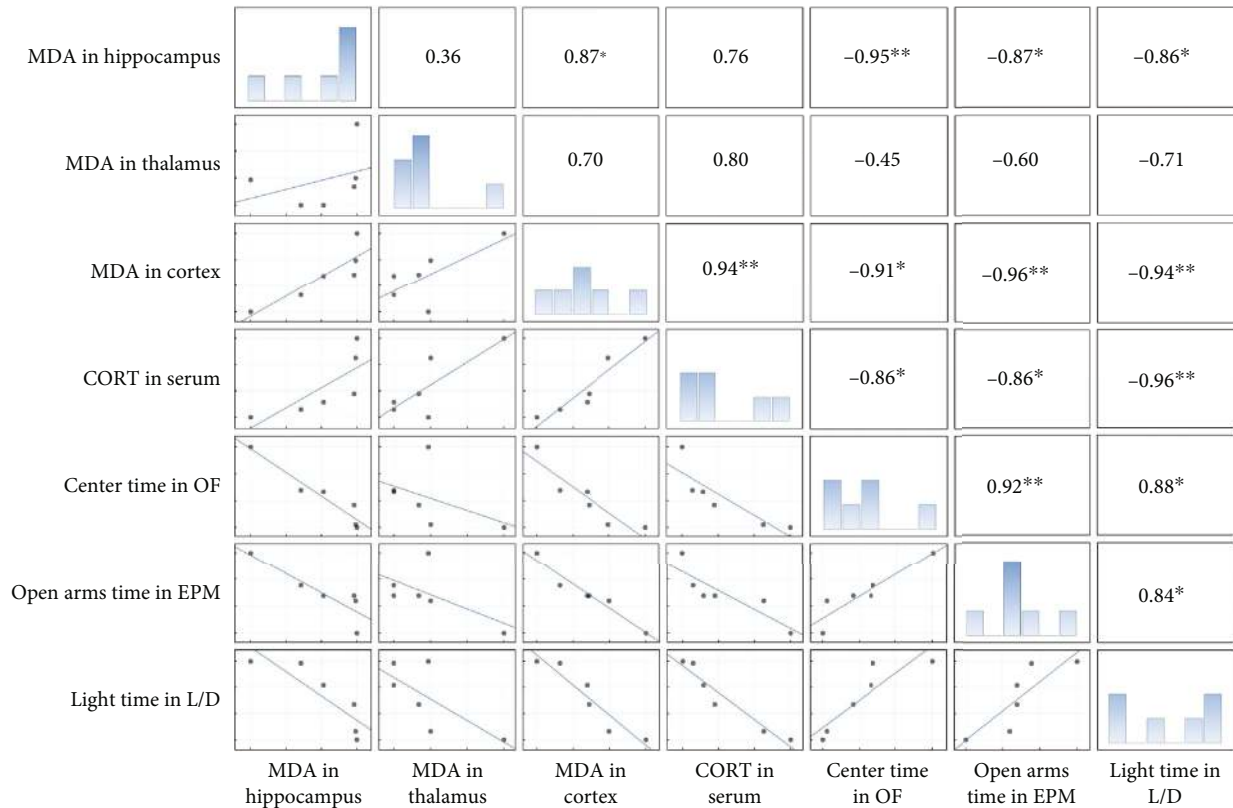 MDA in hippocampus
0.36
0.87*
0.76
–0.95**
–0.87*
–0.86*
MDA in thalamus
0.70
0.80
–0.45
–0.60
–0.71
MDA in cortex
0.94**
–0.91*
–0.96**
–0.94**
CORT in serum
–0.86*
–0.86*
–0.96**
Center time in OF
0.92**
0.88*
Open arms time in EPM
0.84*
Light time in L/D
MDA in
hippocampus
MDA in
thalamus
MDA in
cortex
CORT in
serum
Center time
in OF
Open arms
time in EPM
Light time in
L/D